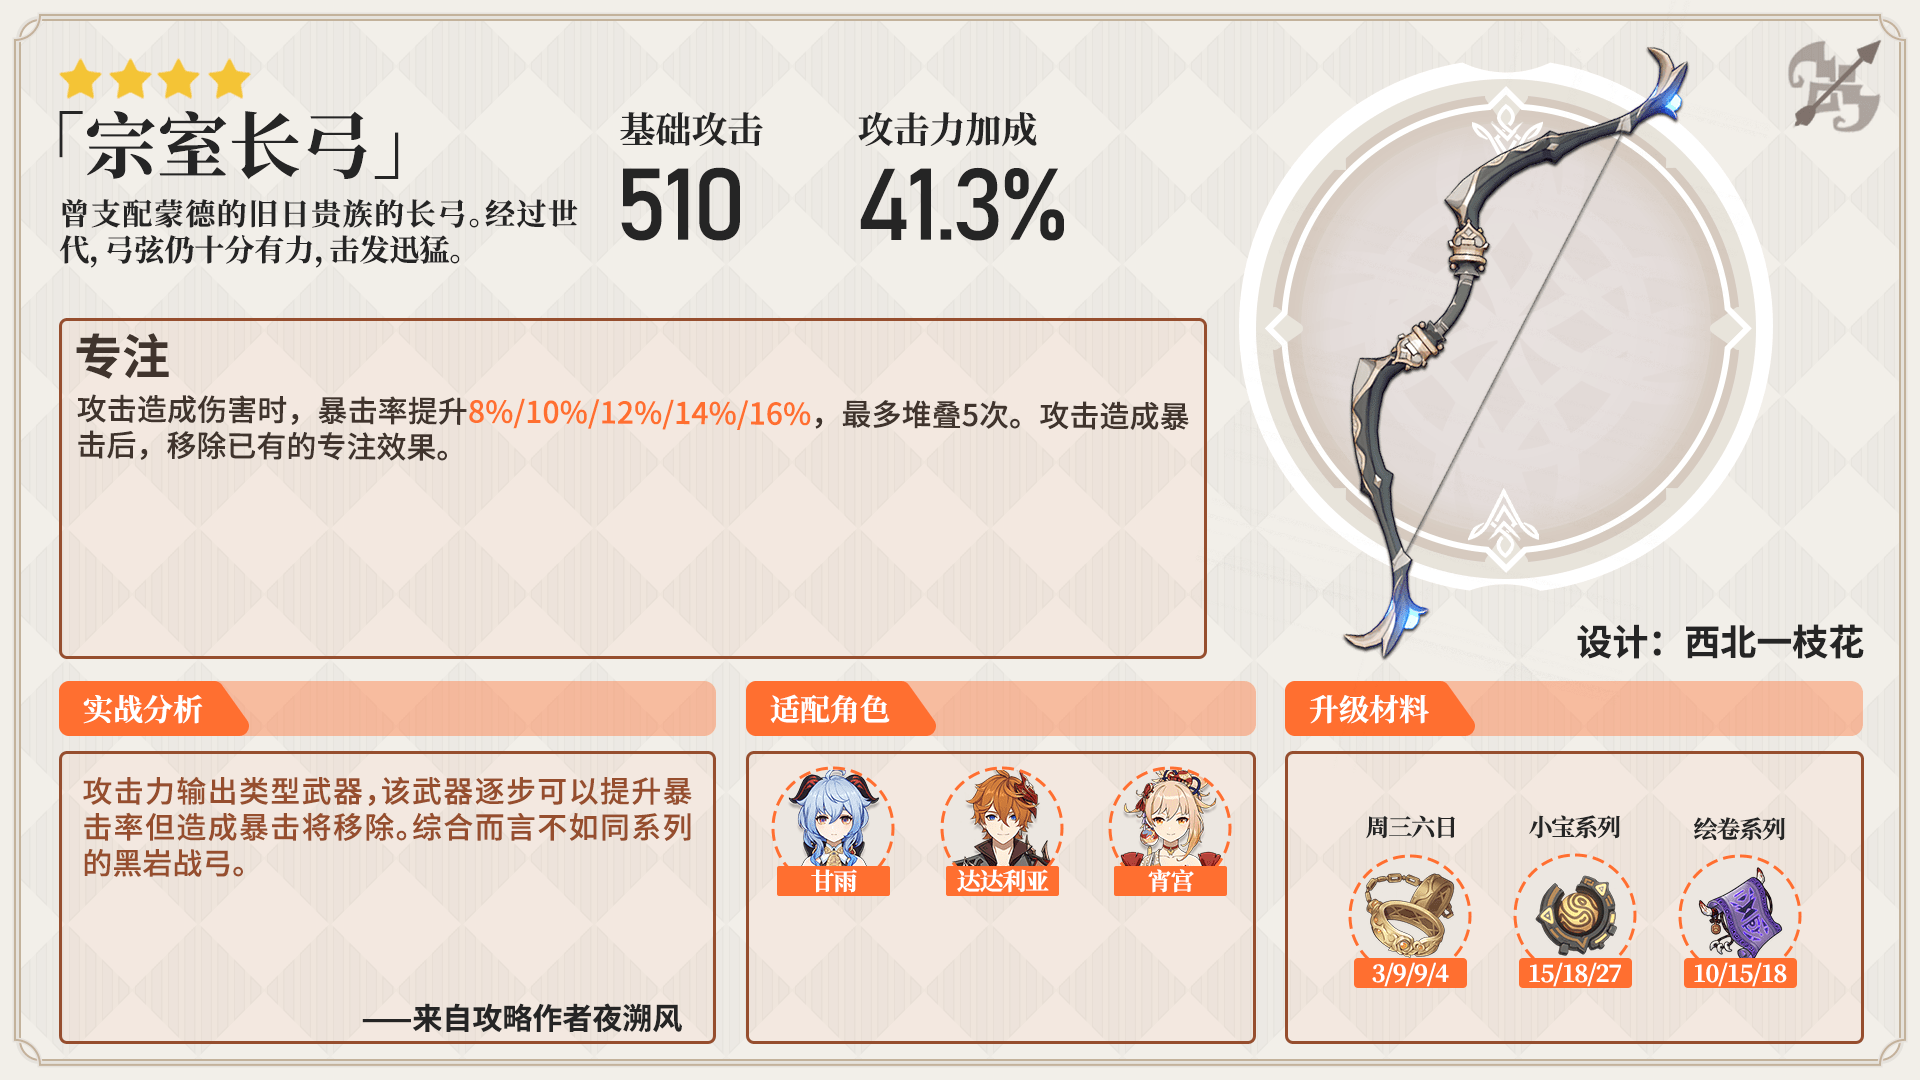 「宗室长弓」
曾支配蒙德的旧日贵族的长弓。经过世
代，弓弦仍十分有力，击发迅猛。
基础攻击
510
攻击力加成
41.3%
专注
攻击造成伤害时，暴击率提升8%/10%/12%/14%/16%，最多堆叠5次。攻击造成暴
击后，移除已有的专注效果。
设计：西北一枝花
实战分析
攻击力输出类型武器，该武器逐步可以提升暴
击率但造成暴击将移除。综合而言不如同系列
的黑岩战弓。
——来自攻略作者夜溯风
适配角色
甘雨
达达利亚
宵宫
升级材料
周三六日
小宝系列
绘卷系列
3/9/9/4
15/18/27
10/15/18